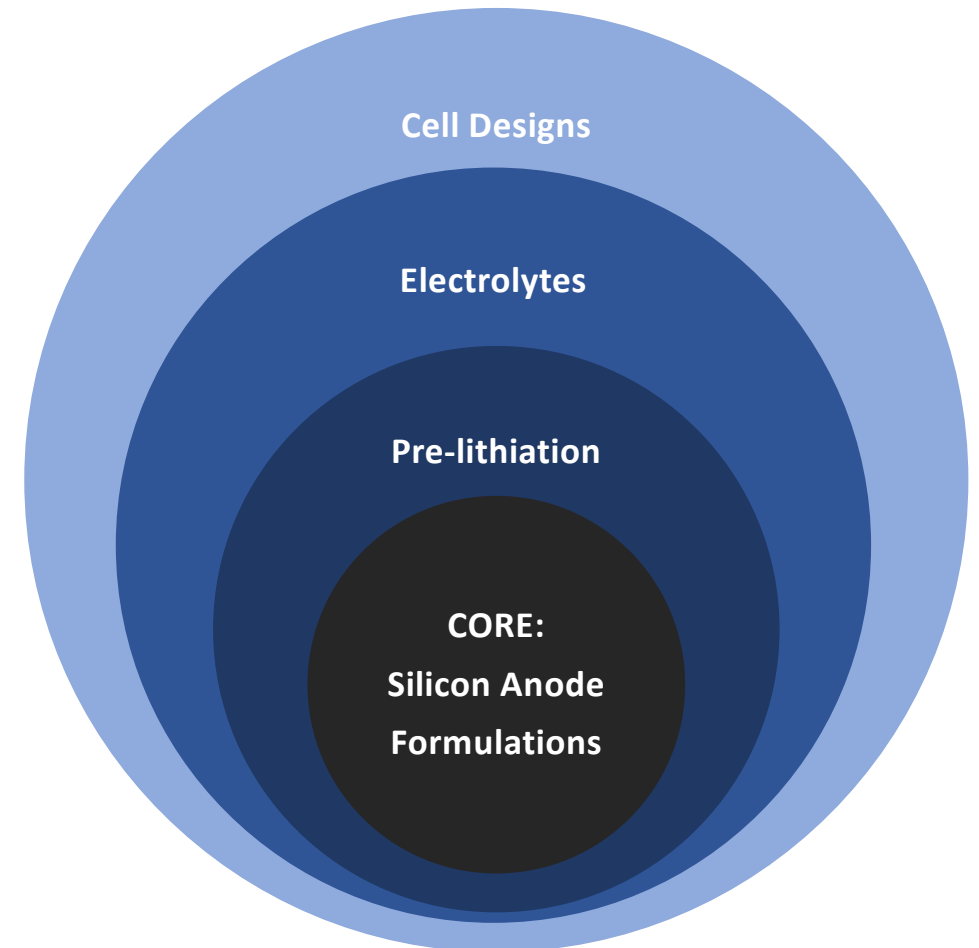 Cell Designs
Electrolytes
Pre-lithiation
CORE:
Silicon Anode
Formulations